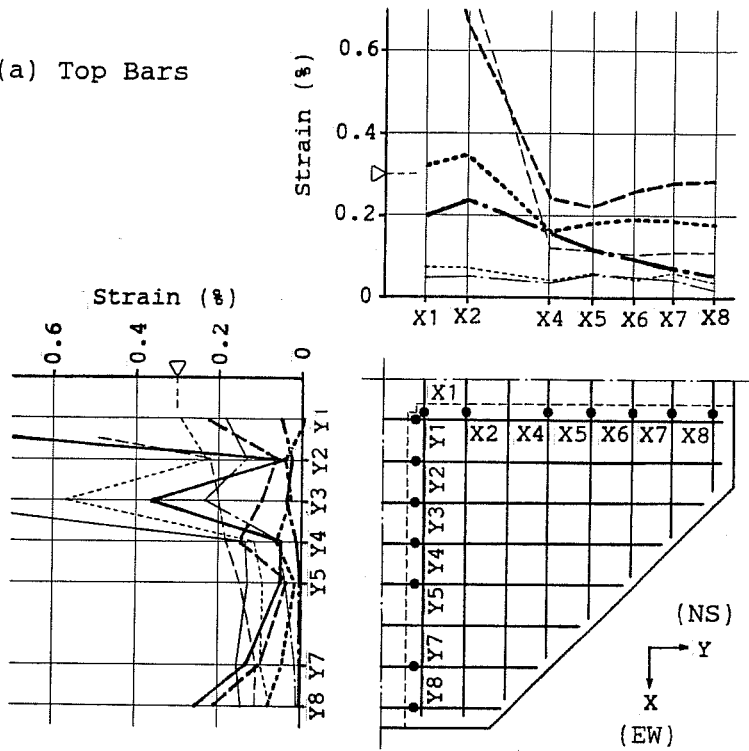 (a) Top Bars
Strain (%)
0.6
0.4
0.2
0
X1 X2 X4 X5 X6 X7 X8
Strain (%)
0.6 0.4 0.2 0
Y1
Y2
Y3
Y4
Y5
Y7
Y8
X1
X2 X4 X5 X6 X7 X8
Y1
Y2
Y3
Y4
Y5
Y7
Y8
(NS)
Y
X
(EW)